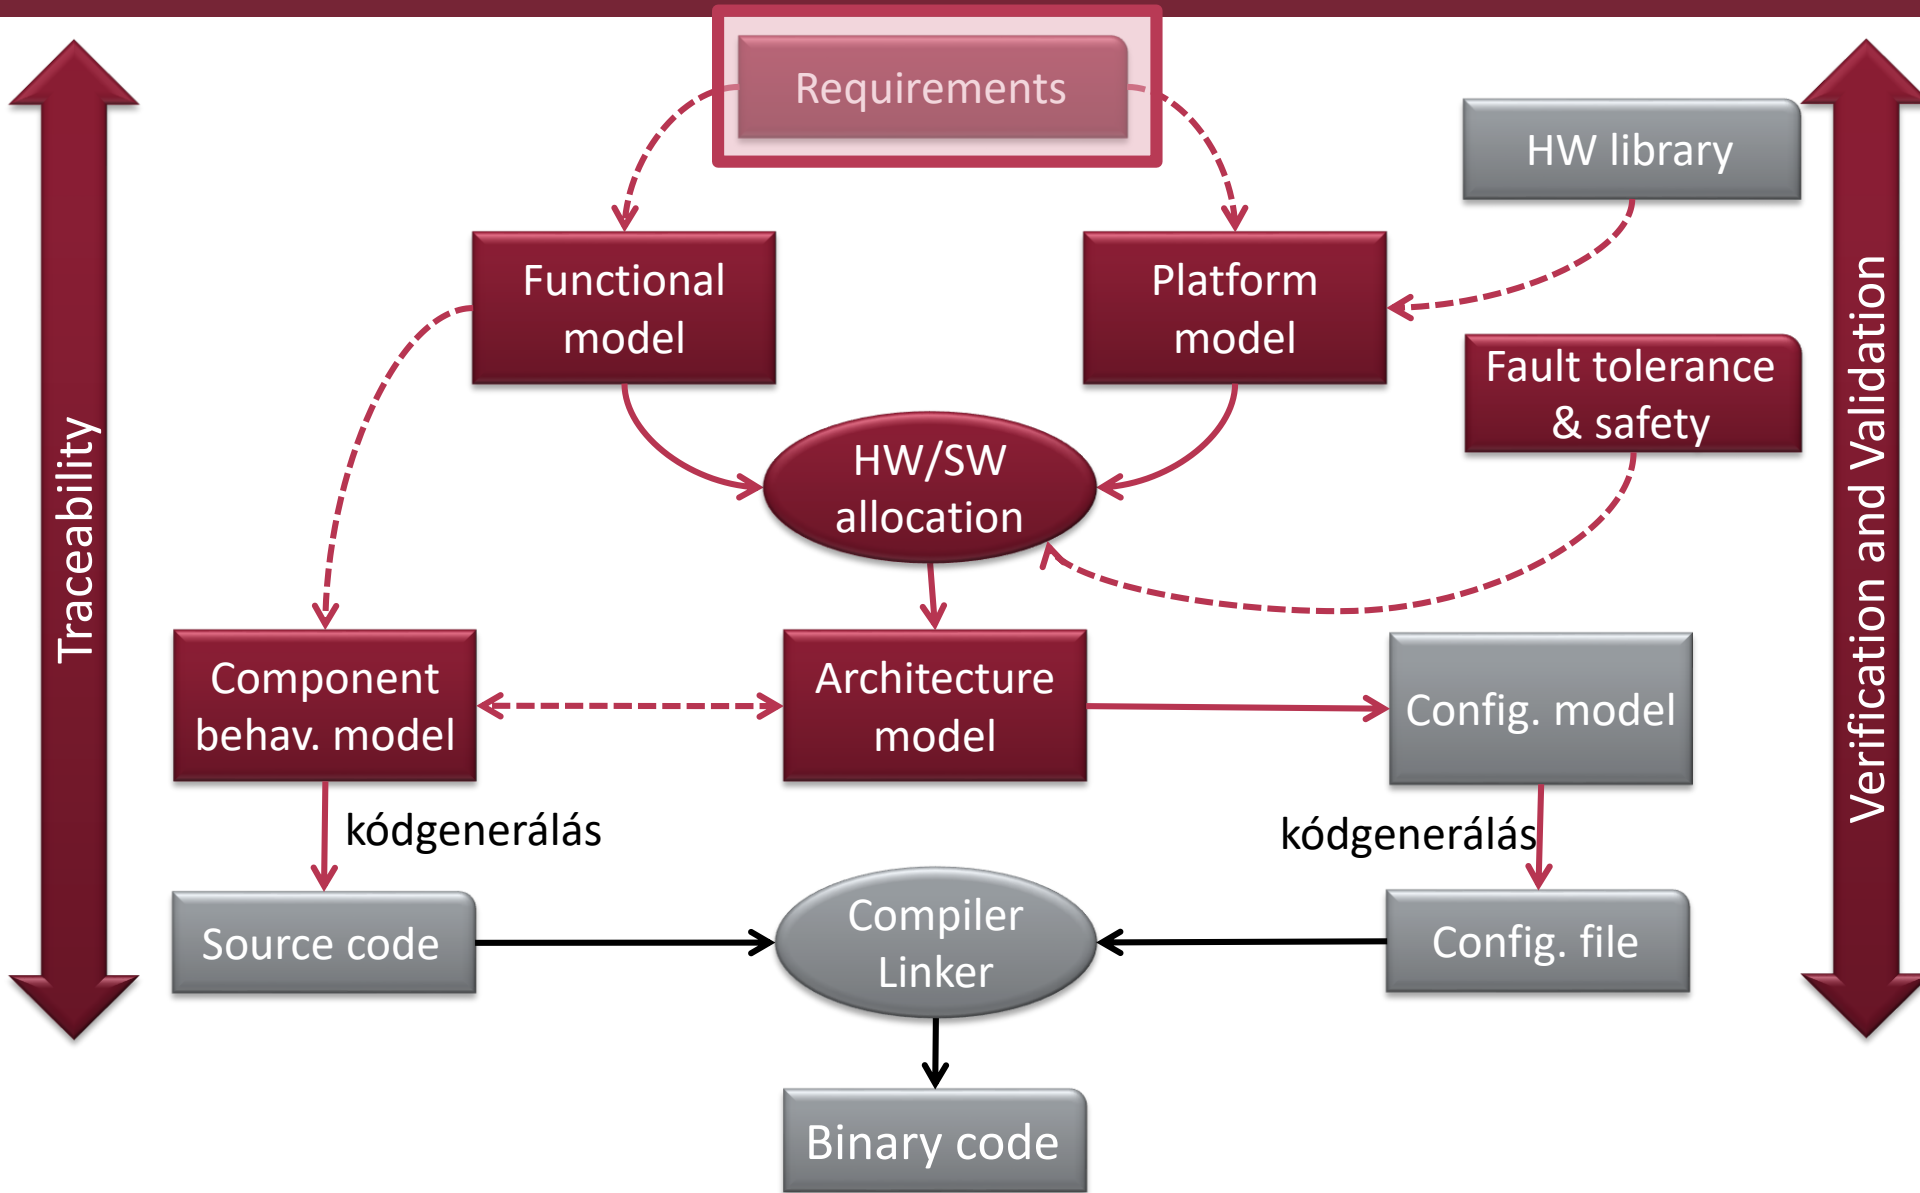 Requirements
HW library
Functional
model
Platform
model
Fault tolerance
& safety
HW/SW
allocation
Traceability
Verification and Validation
Component
behav. model
Architecture
model
Config. model
kódgenerálás
kódgenerálás
Source code
Compiler
Linker
Config. file
Binary code